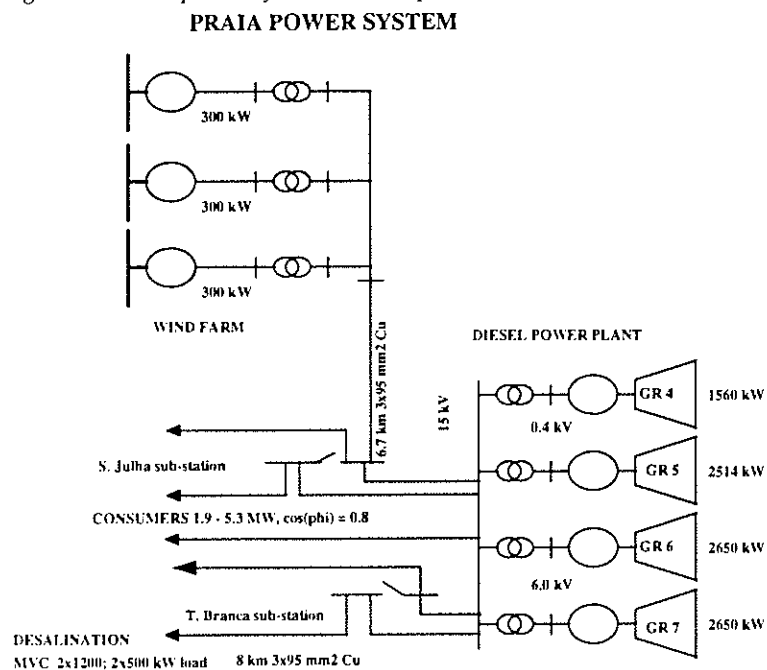 PRAIA POWER SYSTEM
300 kW
300 kW
300 kW
WIND FARM
6.7 km 3x95 mm2 Cu
15 kV
DIESEL POWER PLANT
GR 4
1560 kW
0.4 kV
GR 5
2514 kW
GR 6
2650 kW
6.0 kV
GR 7
2650 kW
S. Julha sub-station
CONSUMERS 1.9 - 5.3 MW, cos(phi) = 0.8
T. Branca sub-station
DESALINATION
MVC 2x1200; 2x500 kW load
8 km 3x95 mm2 Cu